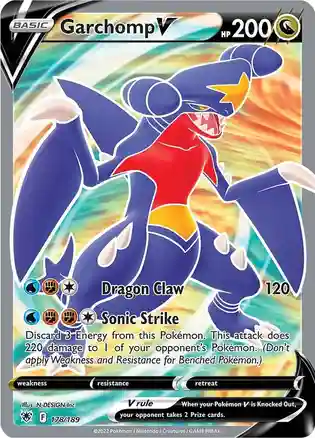 BASIC
Garchomp V
HP 200
Dragon Claw 120
Sonic Strike
Discard 3 Energy from this Pokémon. This attack does
220 damage to 1 of your opponent's Pokémon. (Don't
apply Weakness and Resistance for Benched Pokémon.)
weakness
resistance
retreat
Illus. N-DESIGN Inc.
V rule
When your Pokémon V is Knocked Out,
your opponent takes 2 Prize cards.
F
178/189
©2022 Pokémon / Nintendo / Creatures / GAME FREAK